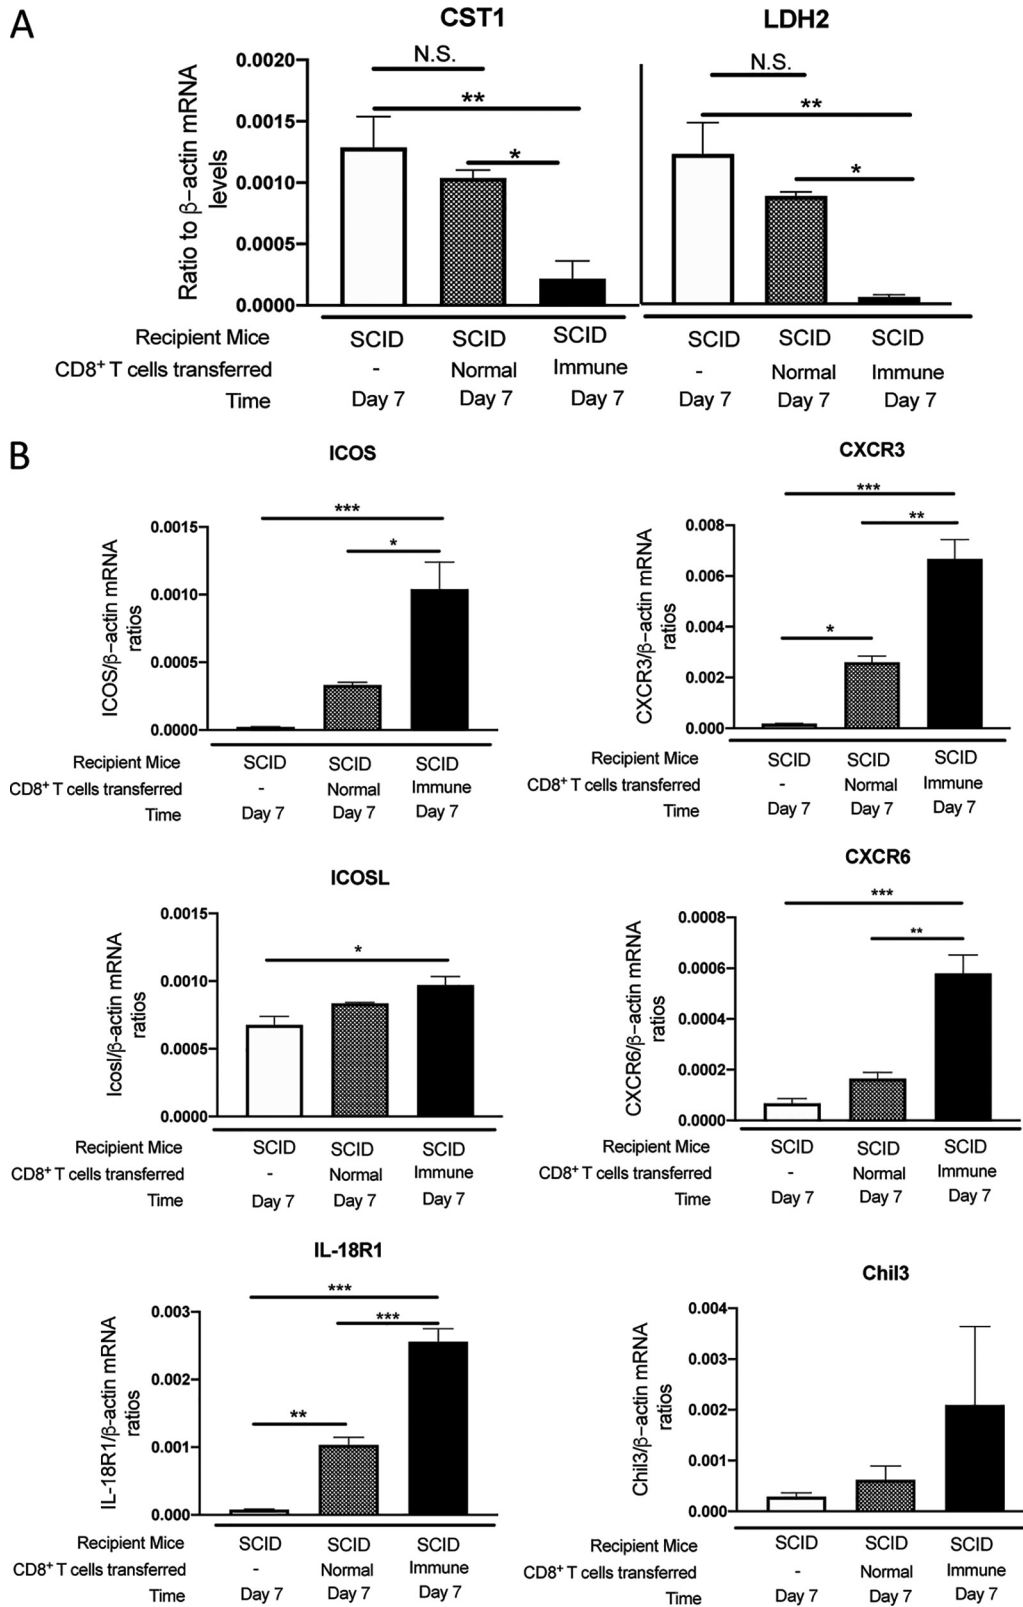 A
CST1
LDH2
Ratio to β−actin mRNA
levels
0.0020
0.0015
0.0010
0.0005
0.0000
N.S.
**
*
N.S.
**
*
Recipient Mice SCID SCID SCID SCID SCID SCID
CD8+ T cells transferred - Normal Immune - Normal Immune
Time Day 7 Day 7 Day 7 Day 7 Day 7 Day 7
B
ICOS
ICOS/β−actin mRNA
ratios
0.0015
0.0010
0.0005
0.0000
***
*
Recipient Mice SCID SCID SCID
CD8+ T cells transferred - Normal Immune
Time Day 7 Day 7 Day 7
CXCR3
CXCR3/β−actin mRNA
ratios
0.008
0.006
0.004
0.002
0.000
***
**
*
Recipient Mice SCID SCID SCID
CD8+ T cells transferred - Normal Immune
Time Day 7 Day 7 Day 7
ICOSL
Icosl/β-actin mRNA
ratios
0.0015
0.0010
0.0005
0.0000
*
Recipient Mice SCID SCID SCID
CD8+ T cells transferred - Normal Immune
Time Day 7 Day 7 Day 7
CXCR6
CXCR6/β−actin mRNA
ratios
0.0008
0.0006
0.0004
0.0002
0.0000
***
**
Recipient Mice SCID SCID SCID
CD8+ T cells transferred - Normal Immune
Time Day 7 Day 7 Day 7
IL-18R1
IL-18R1/β-actin mRNA
ratios
0.003
0.002
0.001
0.000
***
***
**
Recipient Mice SCID SCID SCID
CD8+ T cells transferred - Normal Immune
Time Day 7 Day 7 Day 7
Chil3
Chil3/β−actin mRNA
ratios
0.004
0.003
0.002
0.001
0.000
Recipient Mice SCID SCID SCID
CD8+ T cells transferred - Normal Immune
Time Day 7 Day 7 Day 7